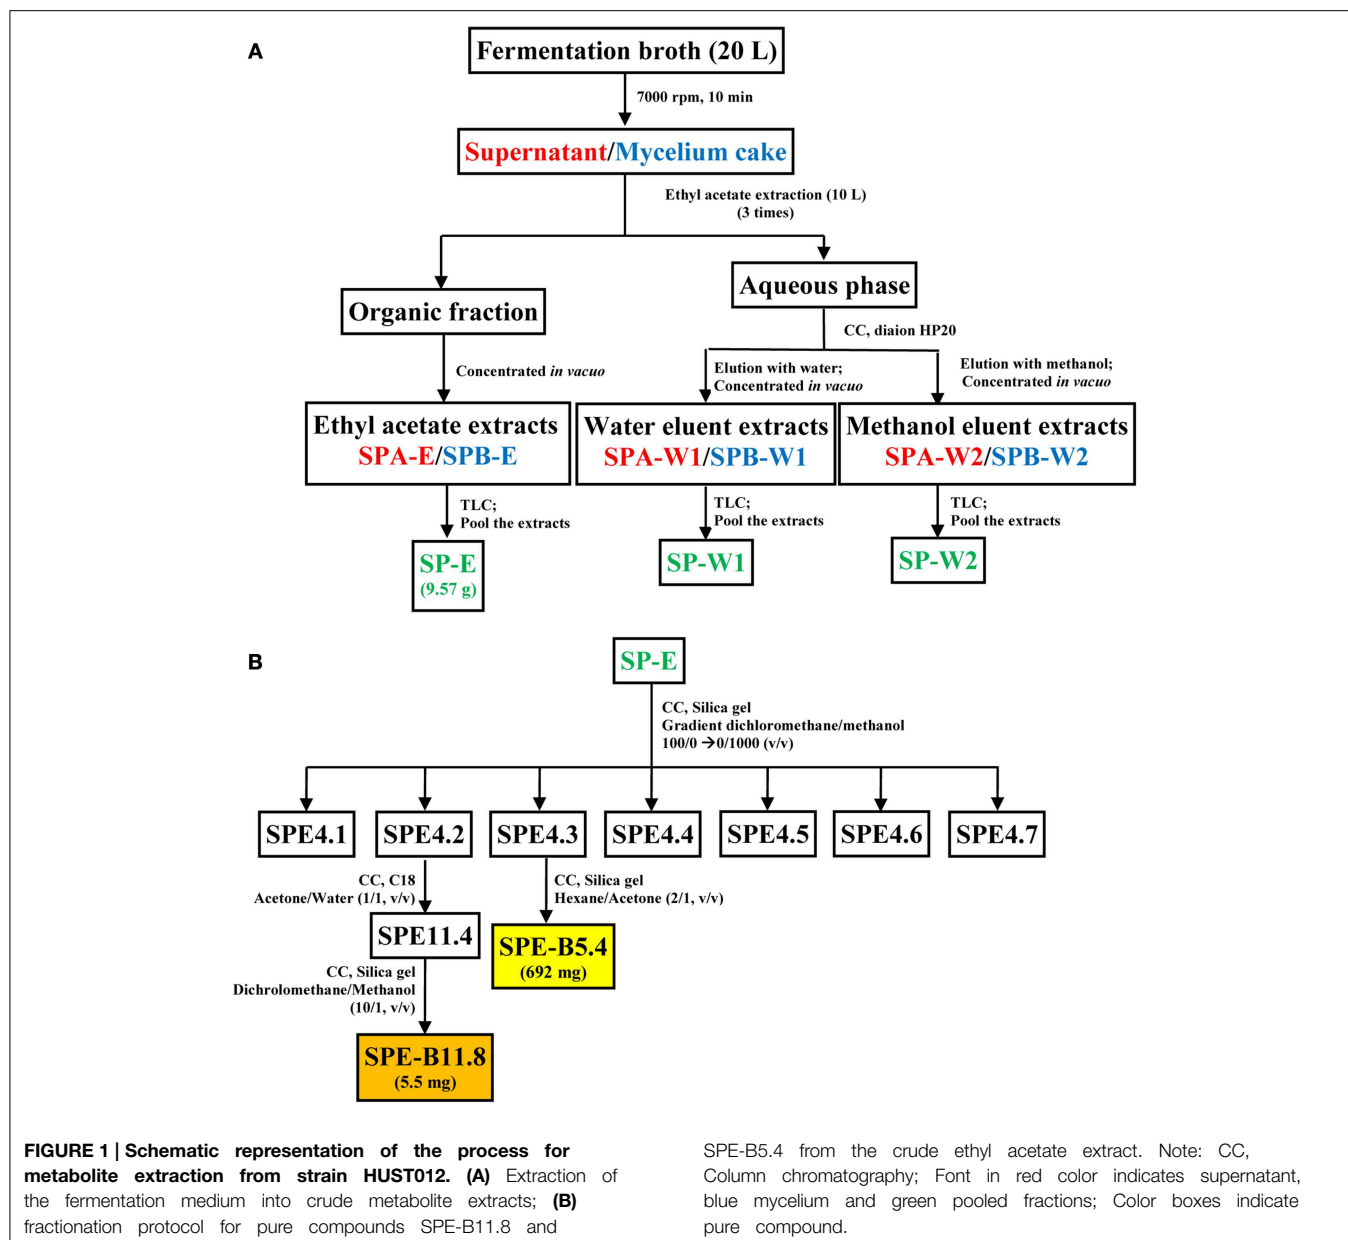 A
Fermentation broth (20 L)
7000 rpm, 10 min
Supernatant/Mycelium cake
Ethyl acetate extraction (10 L)
(3 times)
Organic fraction
Aqueous phase
CC, diaion HP20
Concentrated in vacuo
Elution with water;
Concentrated in vacuo
Elution with methanol;
Concentrated in vacuo
Ethyl acetate extracts
SPA-E/SPB-E
Water eluent extracts
SPA-W1/SPB-W1
Methanol eluent extracts
SPA-W2/SPB-W2
TLC;
Pool the extracts
TLC;
Pool the extracts
TLC;
Pool the extracts
SP-E
(9.57 g)
SP-W1
SP-W2
B
SP-E
CC, Silica gel
Gradient dichloromethane/methanol
100/0 →0/1000 (v/v)
SPE4.1
SPE4.2
SPE4.3
SPE4.4
SPE4.5
SPE4.6
SPE4.7
CC, C18
Acetone/Water (1/1, v/v)
CC, Silica gel
Hexane/Acetone (2/1, v/v)
SPE11.4
SPE-B5.4
(692 mg)
CC, Silica gel
Dichrolomethane/Methanol
(10/1, v/v)
SPE-B11.8
(5.5 mg)
FIGURE 1 | Schematic representation of the process for
metabolite extraction from strain HUST012. (A) Extraction of
the fermentation medium into crude metabolite extracts; (B)
fractionation protocol for pure compounds SPE-B11.8 and
SPE-B5.4 from the crude ethyl acetate extract. Note: CC,
Column chromatography; Font in red color indicates supernatant,
blue mycelium and green pooled fractions; Color boxes indicate
pure compound.